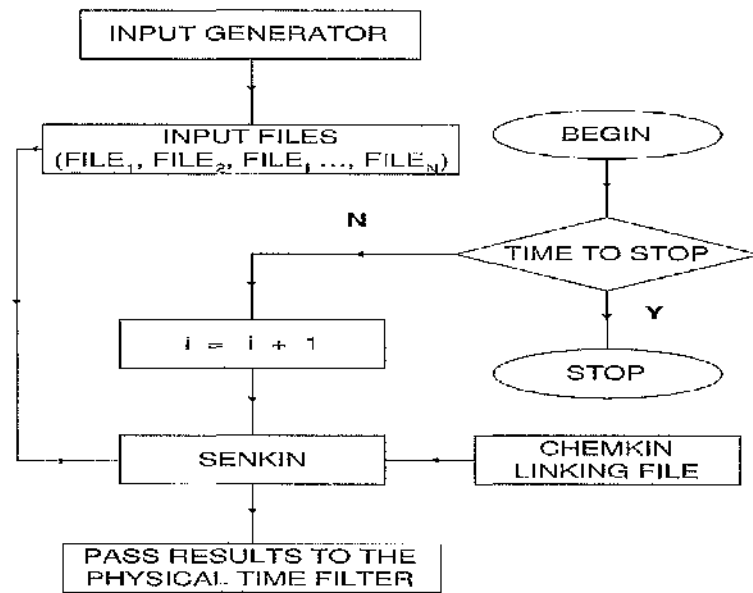 INPUT GENERATOR
INPUT FILES
(FILE₁, FILE₂, FILEᵢ ..., FILE_N)
BEGIN
N
TIME TO STOP
Y
i = i + 1
STOP
SENKIN
CHEMKIN
LINKING FILE
PASS RESULTS TO THE
PHYSICAL TIME FILTER